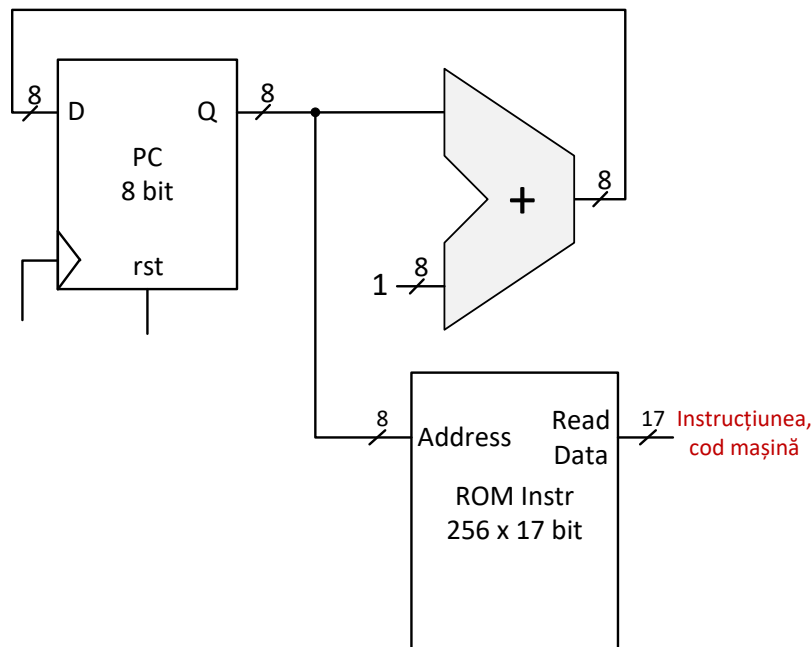 8
D
Q
8
PC
8 bit
rst
+
8
1
8
8
Address
Read
Data
17
Instrucțiunea,
cod mașină
ROM Instr
256 x 17 bit